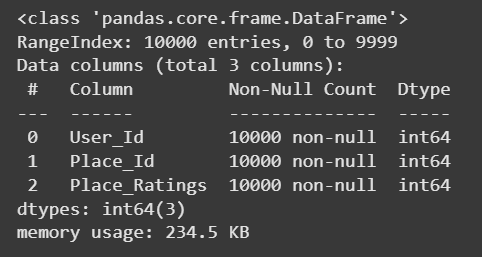 <class 'pandas.core.frame.DataFrame'>
RangeIndex: 10000 entries, 0 to 9999
Data columns (total 3 columns):
 #   Column         Non-Null Count  Dtype
---  ------         --------------  -----
 0   User_Id        10000 non-null  int64
 1   Place_Id       10000 non-null  int64
 2   Place_Ratings  10000 non-null  int64
dtypes: int64(3)
memory usage: 234.5 KB